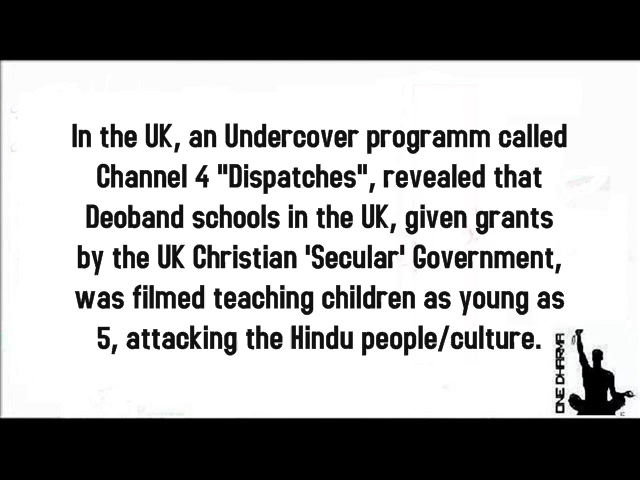 In the UK, an Undercover programm called
Channel 4 "Dispatches", revealed that
Deoband schools in the UK, given grants
by the UK Christian 'Secular' Government,
was filmed teaching children as young as
5, attacking the Hindu people/culture.
ONE DHARMA